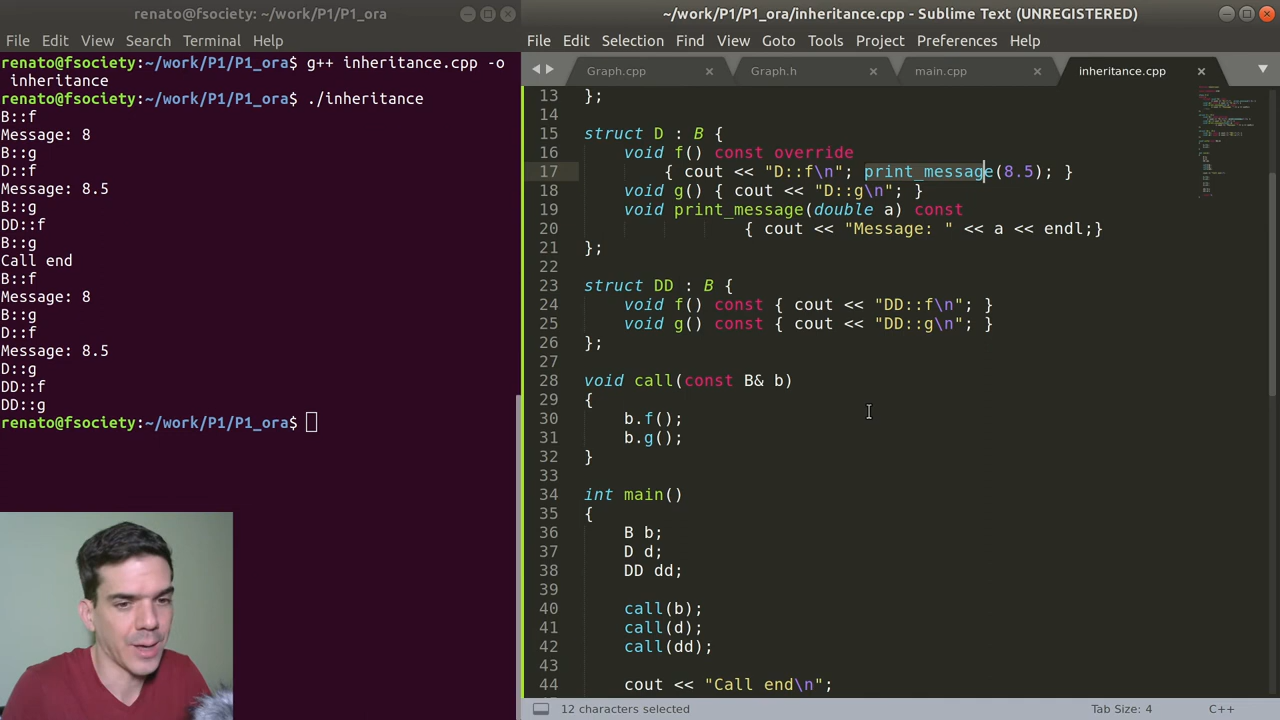 renato@fsociety: ~/work/P1/P1_ora
File Edit View Search Terminal Help
renato@fsociety:~/work/P1/P1_ora$ g++ inheritance.cpp -o
 inheritance
renato@fsociety:~/work/P1/P1_ora$ ./inheritance
B::f
Message: 8
B::g
D::f
Message: 8.5
B::g
DD::f
B::g
Call end
B::f
Message: 8
B::g
D::f
Message: 8.5
D::g
DD::f
DD::g
renato@fsociety:~/work/P1/P1_ora$
~/work/P1/P1_ora/inheritance.cpp - Sublime Text (UNREGISTERED)
File Edit Selection Find View Goto Tools Project Preferences Help
Graph.cpp Graph.h main.cpp inheritance.cpp
13 };
14
15 struct D : B {
16     void f() const override
17         { cout << "D::f\n"; print_message(8.5); }
18     void g() { cout << "D::g\n"; }
19     void print_message(double a) const
20                 { cout << "Message: " << a << endl;}
21 };
22
23 struct DD : B {
24     void f() const { cout << "DD::f\n"; }
25     void g() const { cout << "DD::g\n"; }
26 };
27
28 void call(const B& b)
29 {
30     b.f();
31     b.g();
32 }
33
34 int main()
35 {
36     B b;
37     D d;
38     DD dd;
39
40     call(b);
41     call(d);
42     call(dd);
43
44     cout << "Call end\n";
12 characters selected Tab Size: 4 C++